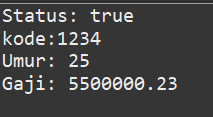 Status: true
kode:1234
Umur: 25
Gaji: 5500000.23